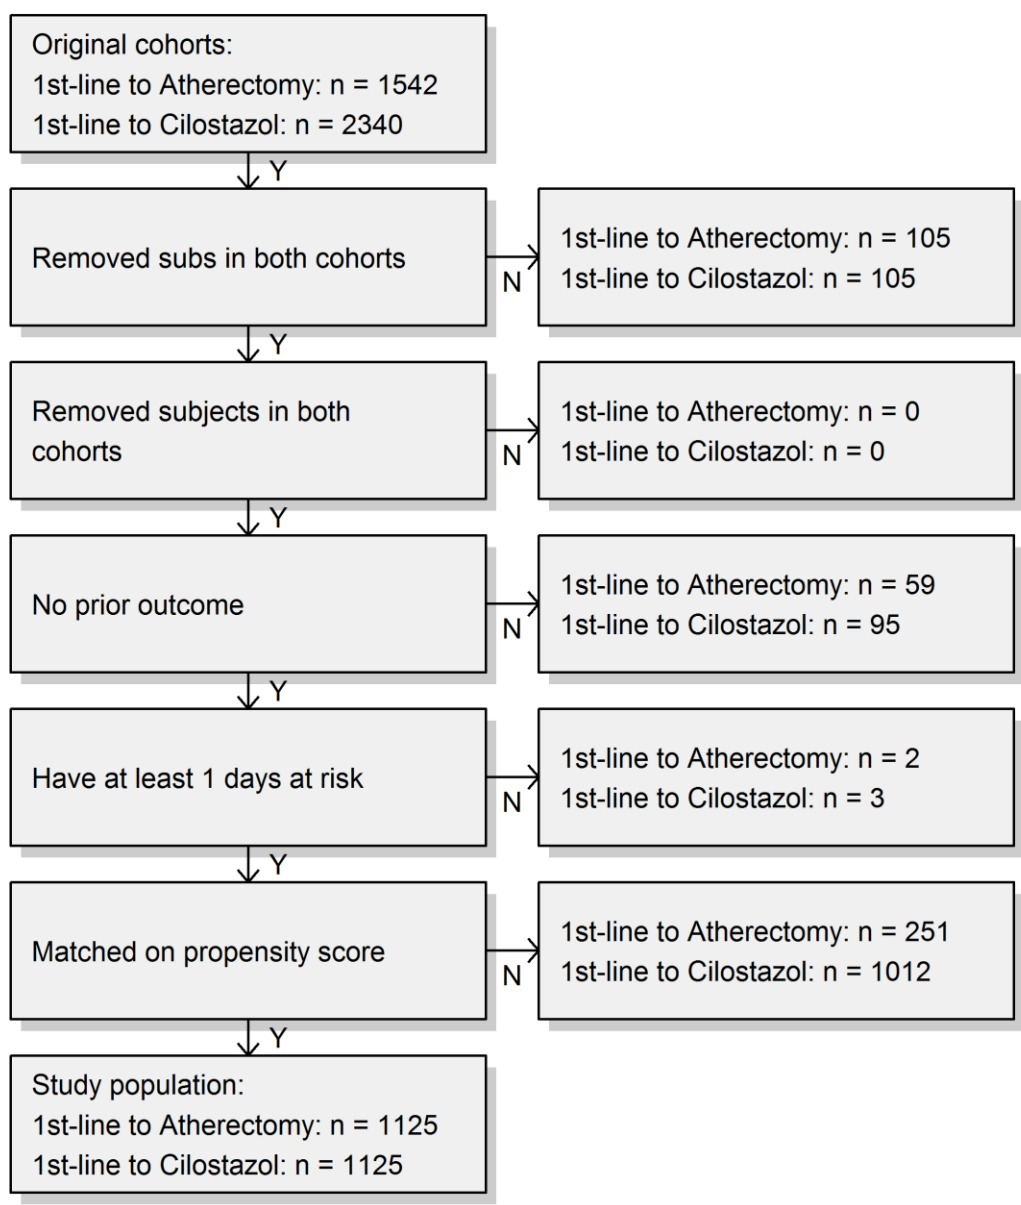 Original cohorts:
1st-line to Atherectomy: n = 1542
1st-line to Cilostazol: n = 2340
Y
Removed subs in both cohorts
N
1st-line to Atherectomy: n = 105
1st-line to Cilostazol: n = 105
Y
Removed subjects in both
cohorts
N
1st-line to Atherectomy: n = 0
1st-line to Cilostazol: n = 0
Y
No prior outcome
N
1st-line to Atherectomy: n = 59
1st-line to Cilostazol: n = 95
Y
Have at least 1 days at risk
N
1st-line to Atherectomy: n = 2
1st-line to Cilostazol: n = 3
Y
Matched on propensity score
N
1st-line to Atherectomy: n = 251
1st-line to Cilostazol: n = 1012
Y
Study population:
1st-line to Atherectomy: n = 1125
1st-line to Cilostazol: n = 1125